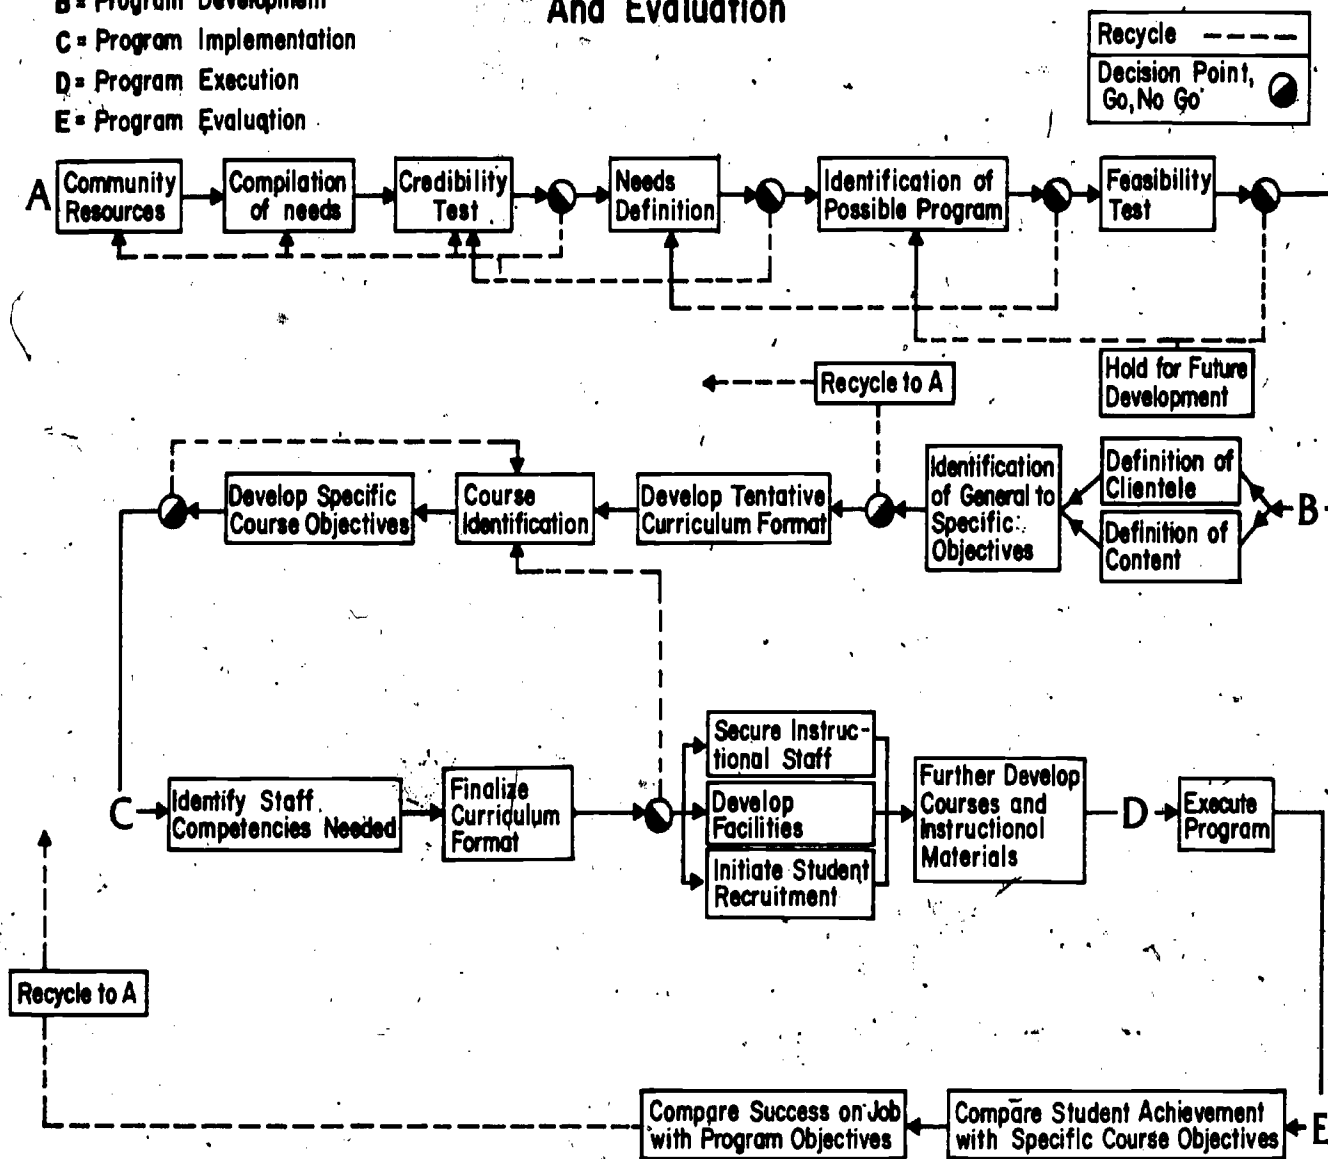 B = Program Development
And Evaluation
C = Program Implementation
D = Program Execution
E = Program Evaluation
Recycle
Decision Point,
Go, No Go
A
Community
Resources
Compilation
of needs
Credibility
Test
Needs
Definition
Identification of
Possible Program
Feasibility
Test
Hold for Future
Development
Recycle to A
B
Definition of
Clientele
Definition of
Content
Identification
of General to
Specific
Objectives
Develop Tentative
Curriculum Format
Course
Identification
Develop Specific
Course Objectives
C
Identify Staff
Competencies Needed
Finalize
Curriculum
Format
Secure Instruc-
tional Staff
Develop
Facilities
Initiate Student
Recruitment
Further Develop
Courses and
Instructional
Materials
D
Execute
Program
E
Compare Student Achievement
with Specific Course Objectives
Compare Success on Job
with Program Objectives
Recycle to A